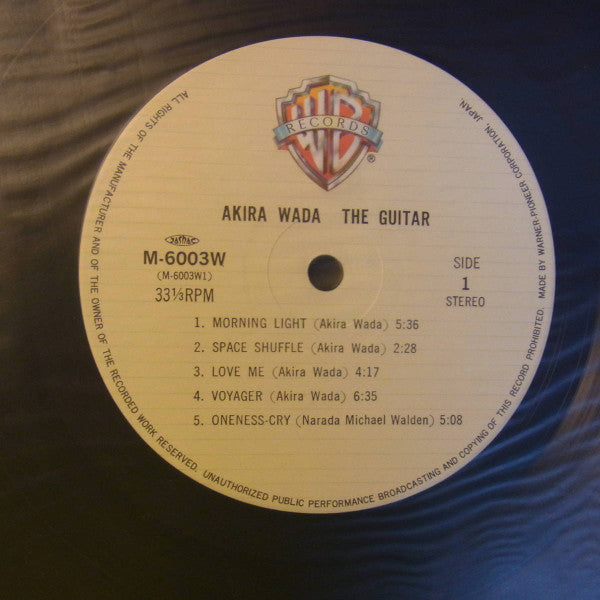 WB
RECORDS
®
AKIRA WADA THE GUITAR
JASRAC
M-6003W
(M-6003W1)
33⅓RPM
SIDE
1
STEREO
1. MORNING LIGHT (Akira Wada) 5:36
2. SPACE SHUFFLE (Akira Wada) 2:28
3. LOVE ME (Akira Wada) 4:17
4. VOYAGER (Akira Wada) 6:35
5. ONENESS-CRY (Narada Michael Walden) 5:08
ALL RIGHTS OF THE MANUFACTURER AND OF THE OWNER OF THE RECORDED WORK RESERVED. UNAUTHORIZED PUBLIC PERFORMANCE BROADCASTING AND COPYING OF THIS RECORD PROHIBITED. MADE BY WARNER-PIONEER CORPORATION, JAPAN